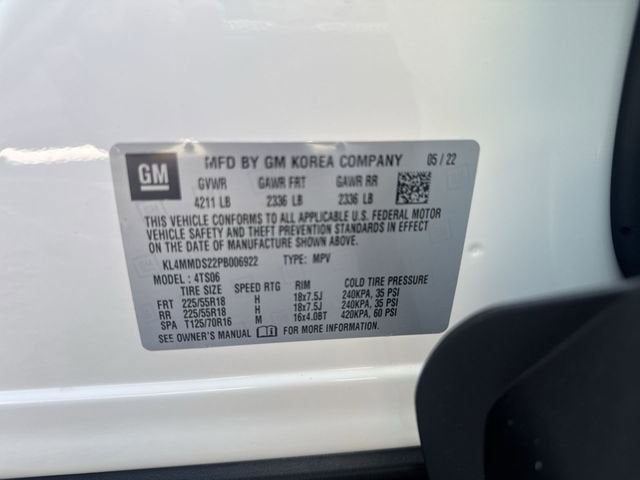 GM MFD BY GM KOREA COMPANY 05 / 22
GVWR GAWR FRT GAWR RR
4211 LB 2336 LB 2336 LB
THIS VEHICLE CONFORMS TO ALL APPLICABLE U.S. FEDERAL MOTOR
VEHICLE SAFETY AND THEFT PREVENTION STANDARDS IN EFFECT ON
THE DATE OF MANUFACTURE SHOWN ABOVE.
KL4MMDS22PB006922 TYPE: MPV
MODEL : 4TS06
TIRE SIZE SPEED RTG RIM COLD TIRE PRESSURE
FRT 225/55R18 H 18x7.5J 240KPA, 35 PSI
RR 225/55R18 H 18x7.5J 240KPA, 35 PSI
SPA T125/70R16 M 16x4.0BT 420KPA, 60 PSI
SEE OWNER'S MANUAL FOR MORE INFORMATION.